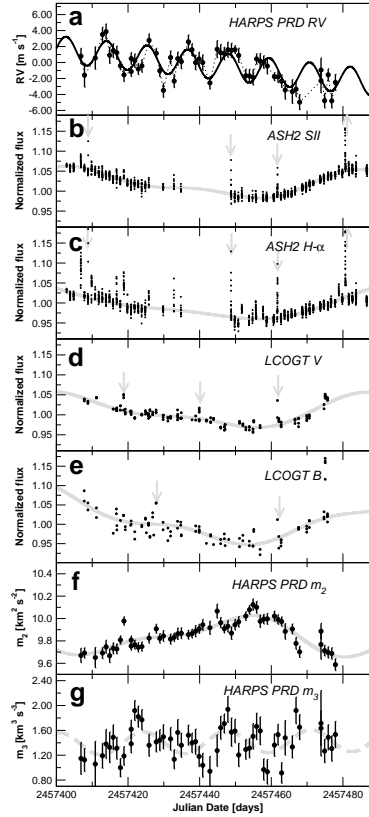 a
HARPS PRD RV
RV [m s-1]
4.00
2.00
0.00
-2.00
-4.00
-6.00
b
ASH2 SII
Normalized flux
1.15
1.10
1.05
1.00
0.95
c
ASH2 H-α
Normalized flux
1.15
1.10
1.05
1.00
0.95
d
LCOGT V
Normalized flux
1.15
1.10
1.05
1.00
0.95
e
LCOGT B
Normalized flux
1.15
1.10
1.05
1.00
0.95
f
HARPS PRD m2
m2 [km2 s-2]
10.4
10.2
10.0
9.8
9.6
g
HARPS PRD m3
m3 [km3 s-3]
2.00
1.60
1.20
0.80
2457400 2457420 2457440 2457460 2457480
Julian Date [days]